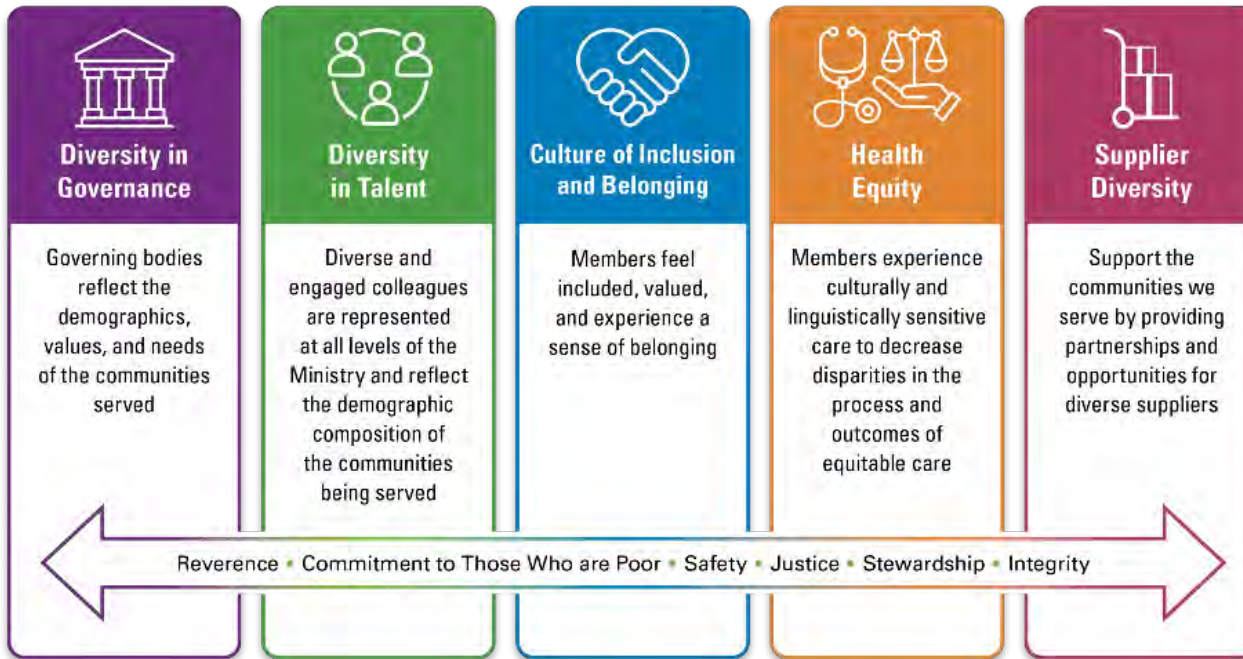 Diversity in
Governance
Governing bodies
reflect the
demographics,
values, and needs
of the communities
served
Diversity
in Talent
Diverse and
engaged colleagues
are represented
at all levels of the
Ministry and reflect
the demographic
composition of
the communities
being served
Culture of Inclusion
and Belonging
Members feel
included, valued,
and experience a
sense of belonging
Health
Equity
Members experience
culturally and
linguistically sensitive
care to decrease
disparities in the
process and
outcomes of
equitable care
Supplier
Diversity
Support the
communities we
serve by providing
partnerships and
opportunities for
diverse suppliers
Reverence • Commitment to Those Who are Poor • Safety • Justice • Stewardship • Integrity